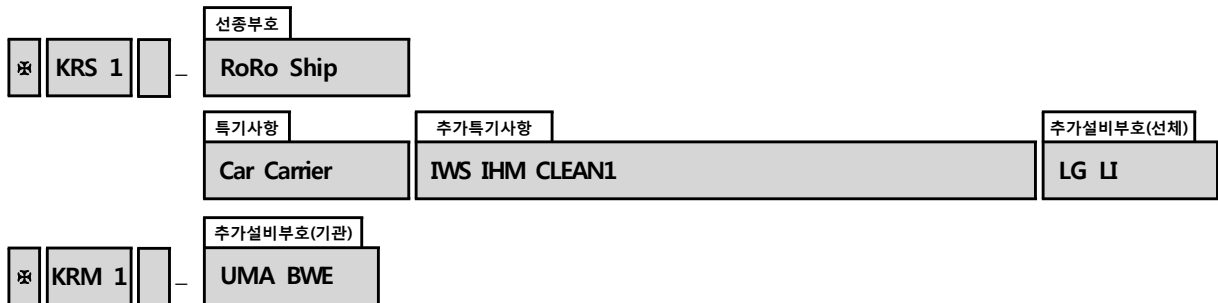 선종부호
✠ KRS 1 – RoRo Ship
특기사항 추가특기사항 추가설비부호(선체)
Car Carrier IWS IHM CLEAN1 LG LI
추가설비부호(기관)
✠ KRM 1 – UMA BWE